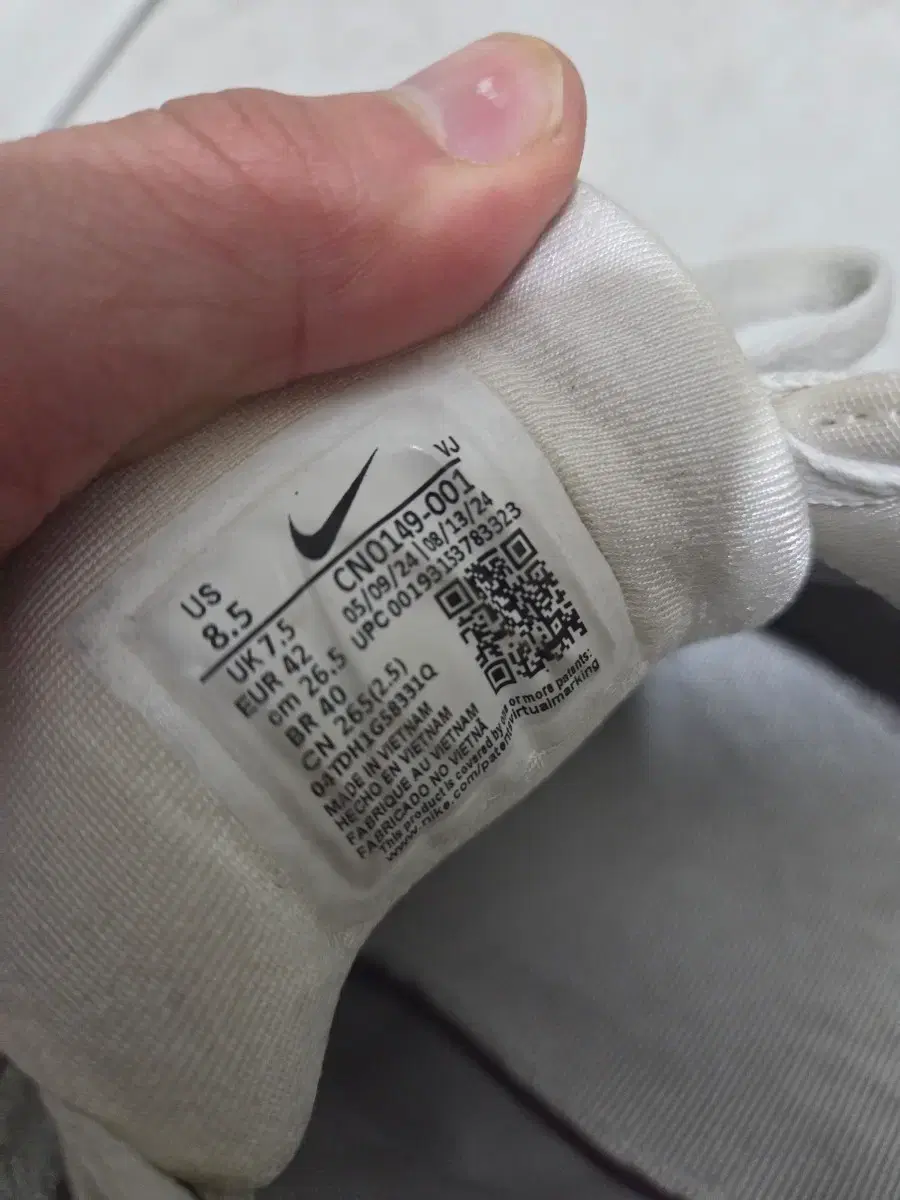 VJ
US
8.5
CN0149-001
UK 7,5
05/09/24 | 08/13/24
EUR 42
UPC 00193153783323
cm 26.5
BR 40
CN 265(2.5)
04TDH1G58331Q
MADE IN VIETNAM
HECHO EN VIETNAM
FABRIQUE AU VIETNAM
FABRICADO NO VIETNÃ
This product is covered by one or more patents:
www.nike.com/patentvirtualmarking